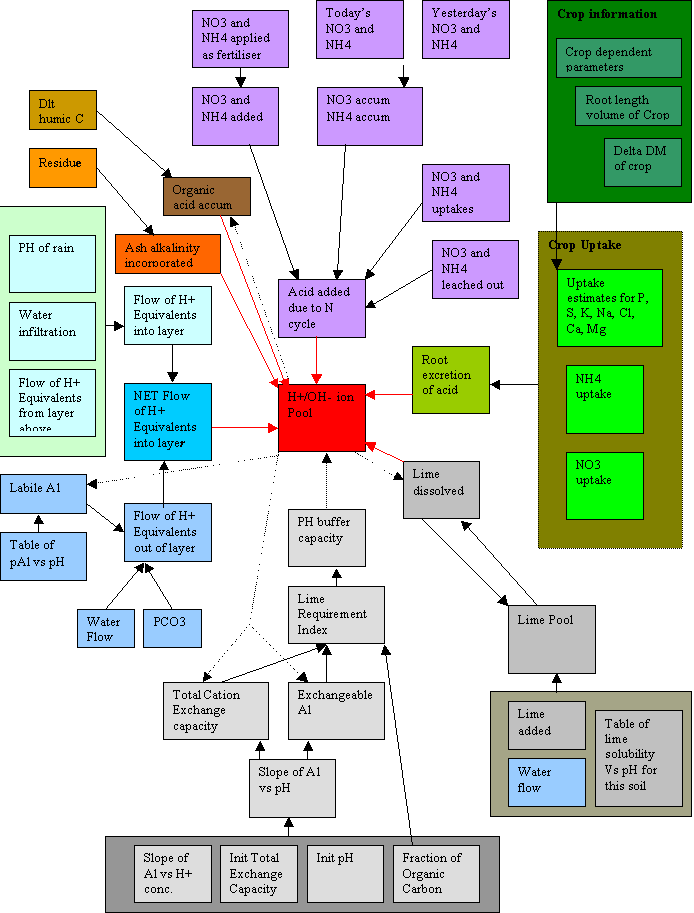 NO3 and
NH4 applied
as fertiliser
Today's
NO3 and
NH4
Yesterday's
NO3 and
NH4
Crop information
Crop dependent
parameters
Root length
volume of Crop
Delta DM
of crop
Dlt
humic C
NO3 and
NH4 added
NO3 accum
NH4 accum
Residue
Organic
acid accum
NO3 and
NH4
uptakes
Ash alkalinity
incorporated
NO3 and
NH4
leached out
Crop Uptake
PH of rain
Water
infiltration
Flow of H+
Equivalents
from layer
above
Flow of H+
Equivalents
into layer
Acid added
due to N
cycle
Uptake
estimates for P,
S, K, Na, Cl,
Ca, Mg
NH4
uptake
NO3
uptake
NET Flow
of H+
Equivalents
into layer
H+/OH- ion
Pool
Root
excretion
of acid
Labile Al
Flow of H+
Equivalents
out of layer
Lime
dissolved
Table of
pAl vs pH
PH buffer
capacity
Water
Flow
PCO3
Lime
Requirement
Index
Lime Pool
Total Cation
Exchange
capacity
Exchangeable
Al
Lime
added
Water
flow
Table of
lime
solubility
Vs pH for
this soil
Slope of Al
vs pH
Slope of
Al vs H+
conc.
Init Total
Exchange
Capacity
Init pH
Fraction of
Organic
Carbon